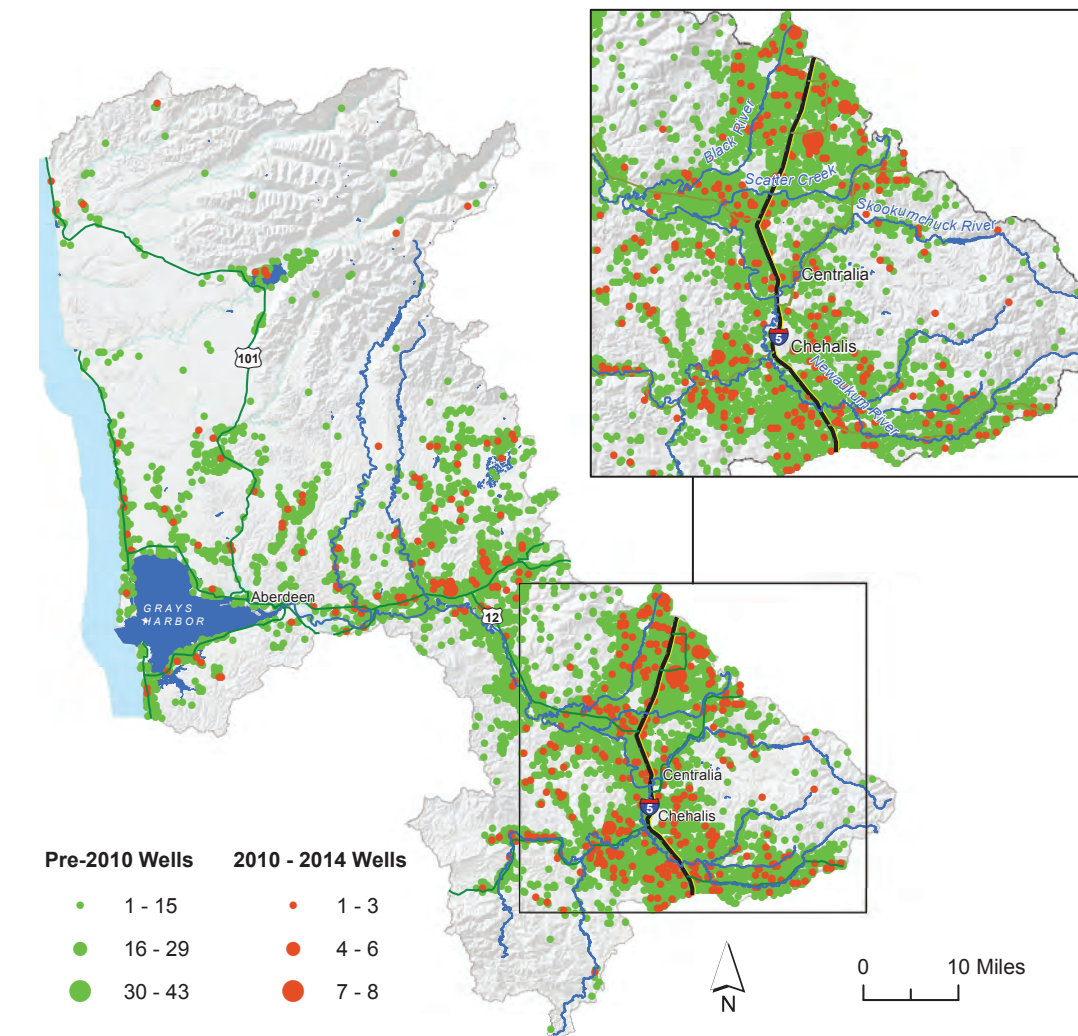 Black River
Scatter Creek
Skookumchuck River
Centralia
5
Chehalis
Newaukum River
101
Aberdeen
GRAYS
HARBOR
12
Centralia
5
Chehalis
Pre-2010 Wells
1 - 15
16 - 29
30 - 43
2010 - 2014 Wells
1 - 3
4 - 6
7 - 8
N
0 10 Miles